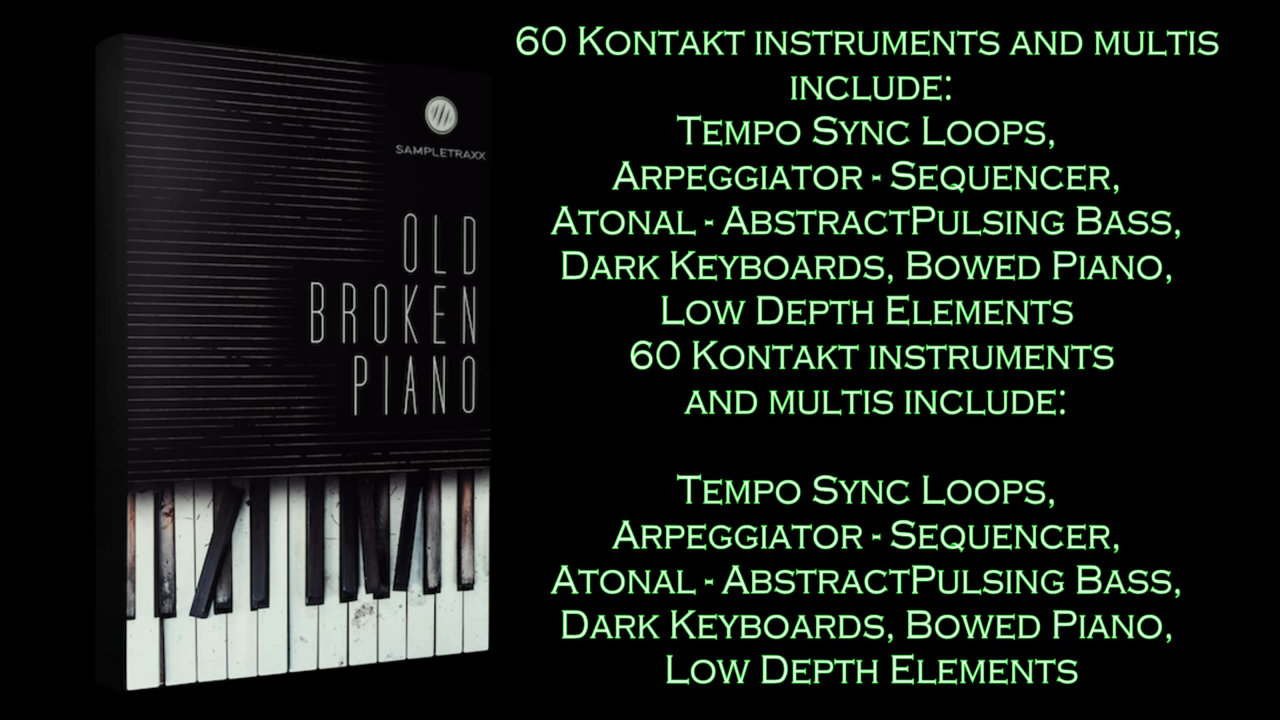 SAMPLETRAXX
OLD
BROKEN
PIANO
60 KONTAKT INSTRUMENTS AND MULTIS
INCLUDE:
TEMPO SYNC LOOPS,
ARPEGGIATOR - SEQUENCER,
ATONAL - ABSTRACTPULSING BASS,
DARK KEYBOARDS, BOWED PIANO,
LOW DEPTH ELEMENTS
60 KONTAKT INSTRUMENTS
AND MULTIS INCLUDE:
TEMPO SYNC LOOPS,
ARPEGGIATOR - SEQUENCER,
ATONAL - ABSTRACTPULSING BASS,
DARK KEYBOARDS, BOWED PIANO,
LOW DEPTH ELEMENTS